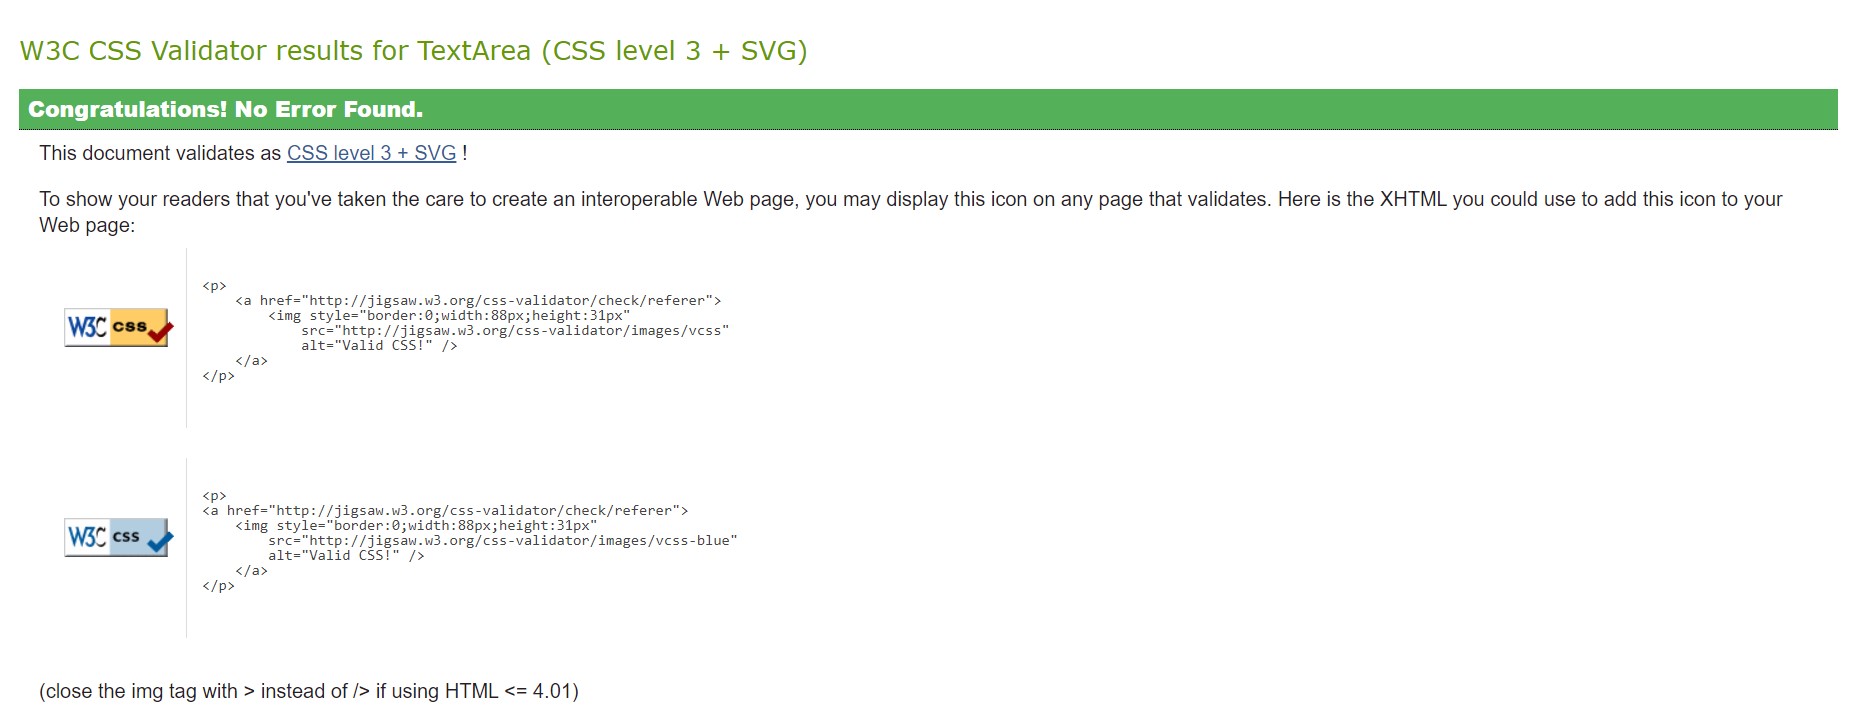 W3C CSS Validator results for TextArea (CSS level 3 + SVG)
Congratulations! No Error Found.
This document validates as CSS level 3 + SVG !
To show your readers that you've taken the care to create an interoperable Web page, you may display this icon on any page that validates. Here is the XHTML you could use to add this icon to your
Web page:
W3C css
<p>
<a href="http://jigsaw.w3.org/css-validator/check/referer">
<img style="border:0;width:88px;height:31px"
src="http://jigsaw.w3.org/css-validator/images/vcss"
alt="Valid CSS!" />
</a>
</p>
W3C css
<p>
<a href="http://jigsaw.w3.org/css-validator/check/referer">
<img style="border:0;width:88px;height:31px"
src="http://jigsaw.w3.org/css-validator/images/vcss-blue"
alt="Valid CSS!" />
</a>
</p>
(close the img tag with > instead of /> if using HTML <= 4.01)